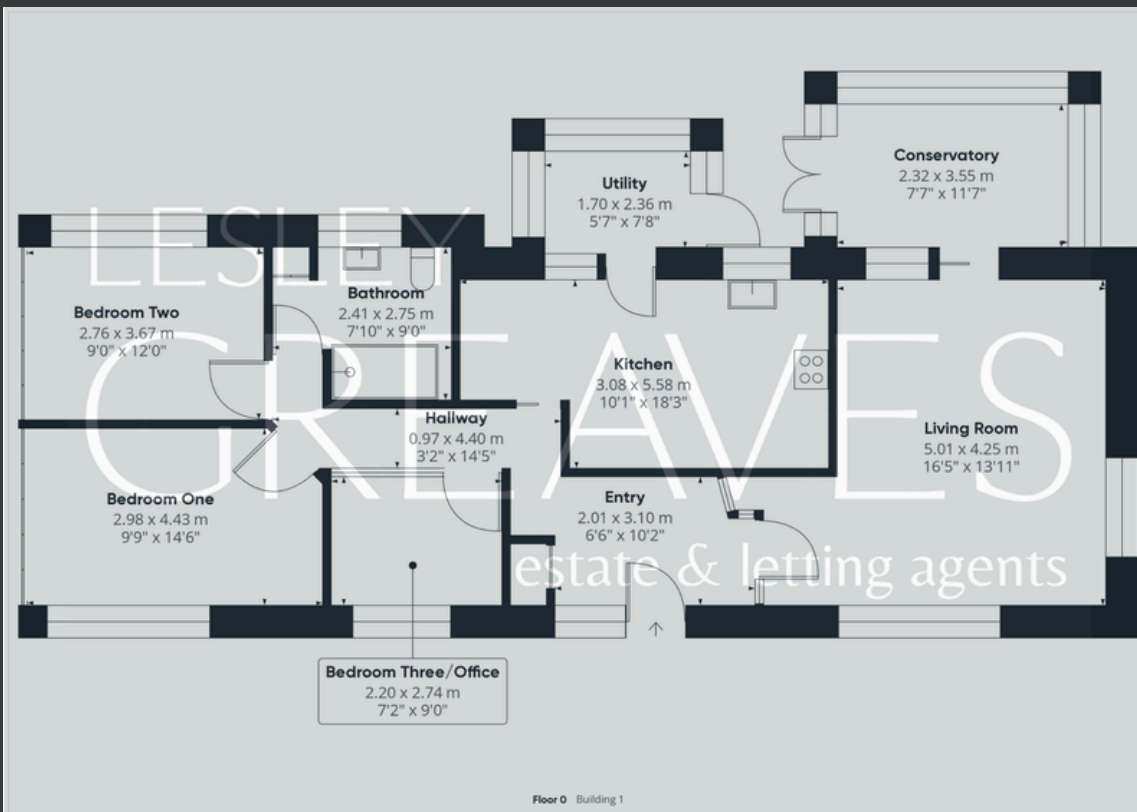 Conservatory
2.32 x 3.55 m
7'7" x 11'7"
Utility
1.70 x 2.36 m
5'7" x 7'8"
LESLEY
Bathroom
2.41 x 2.75 m
7'10" x 9'0"
Bedroom Two
2.76 x 3.67 m
9'0" x 12'0"
Kitchen
3.08 x 5.58 m
10'1" x 18'3"
GREAVES
Hallway
0.97 x 4.40 m
3'2" x 14'5"
Living Room
5.01 x 4.25 m
16'5" x 13'11"
Bedroom One
2.98 x 4.43 m
9'9" x 14'6"
Entry
2.01 x 3.10 m
6'6" x 10'2"
estate & letting agents
Bedroom Three/Office
2.20 x 2.74 m
7'2" x 9'0"
Floor 0 Building 1